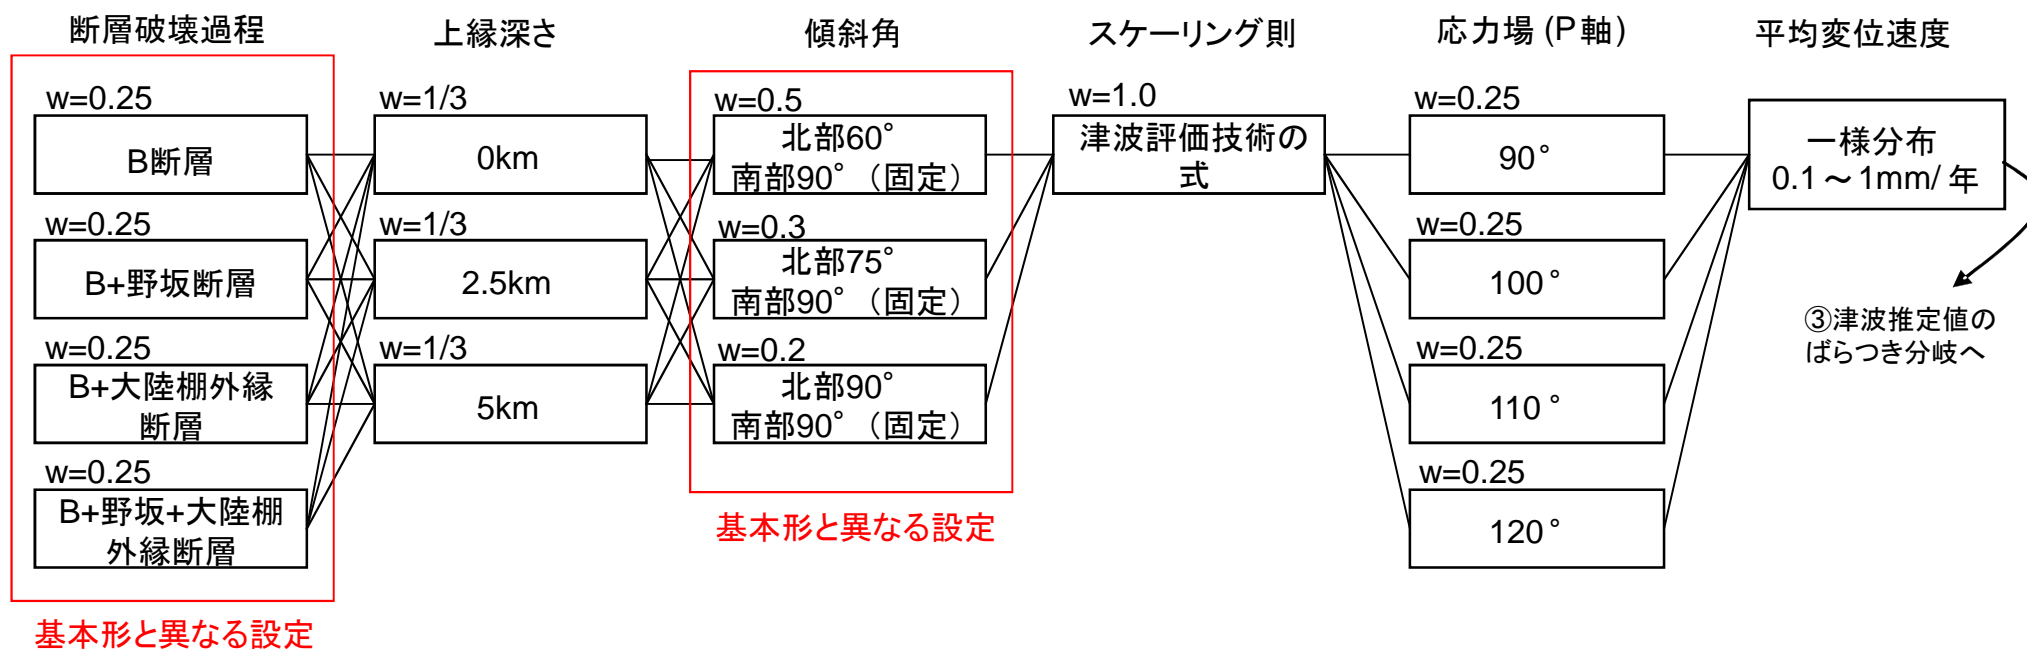 断層破壊過程
w=0.25
B断層
w=0.25
B+野坂断層
w=0.25
B+大陸棚外縁
断層
w=0.25
B+野坂+大陸棚
外縁断層
基本形と異なる設定
上縁深さ
w=1/3
0km
w=1/3
2.5km
w=1/3
5km
傾斜角
w=0.5
北部60°
南部90°（固定）
w=0.3
北部75°
南部90°（固定）
w=0.2
北部90°
南部90°（固定）
基本形と異なる設定
スケーリング則
w=1.0
津波評価技術の
式
応力場 (P軸)
w=0.25
90°
w=0.25
100°
w=0.25
110°
w=0.25
120°
平均変位速度
一様分布
0.1～1mm/年
③津波推定値の
ばらつき分岐へ